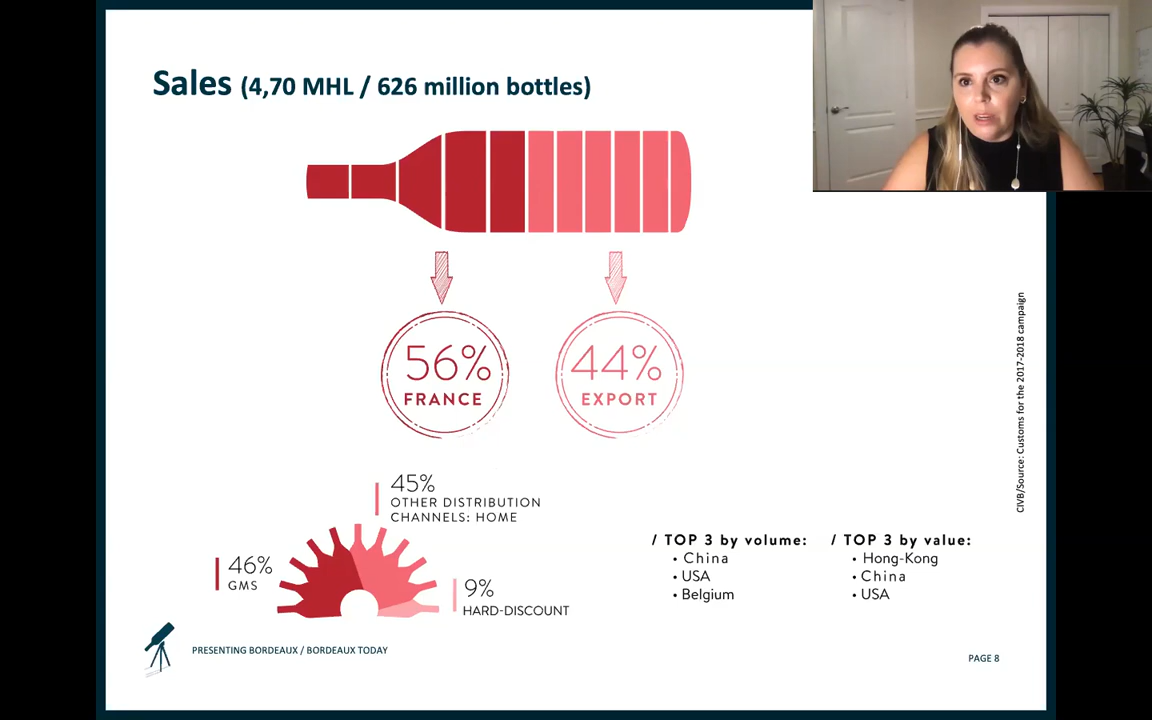 Sales (4,70 MHL / 626 million bottles)
56%
FRANCE
44%
EXPORT
CIVB/Source: Customs for the 2017-2018 campaign
45%
OTHER DISTRIBUTION
CHANNELS: HOME
46%
GMS
9%
HARD-DISCOUNT
/ TOP 3 by volume:
• China
• USA
• Belgium
/ TOP 3 by value:
• Hong-Kong
• China
• USA
PRESENTING BORDEAUX / BORDEAUX TODAY
PAGE 8